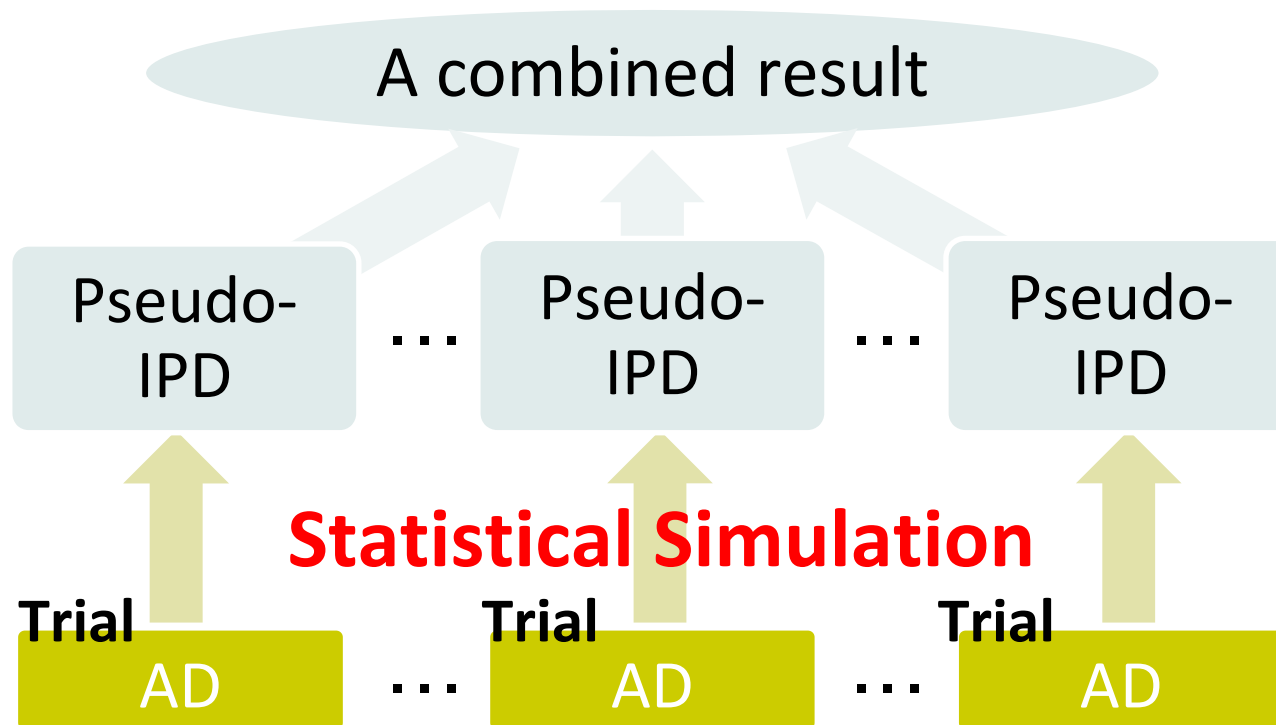 A combined result
Pseudo-
IPD
...
Pseudo-
IPD
...
Pseudo-
IPD
Statistical Simulation
Trial
AD
...
Trial
AD
...
Trial
AD